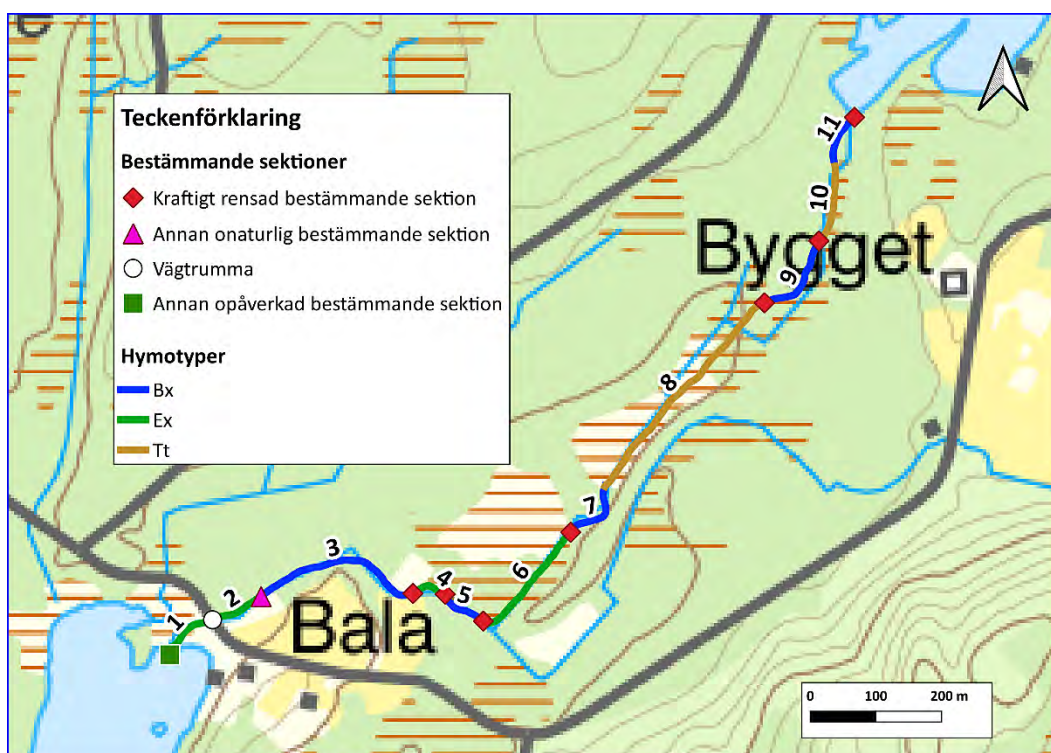 Teckenförklaring
Bestämmande sektioner
Kraftigt rensad bestämmande sektion
Annan onaturlig bestämmande sektion
Vägtrumma
Annan opåverkad bestämmande sektion
Hymotyper
Bx
Ex
Tt
11
10
Bygget
9
8
7
6
3
4
5
2
1
Bala
0 100 200 m